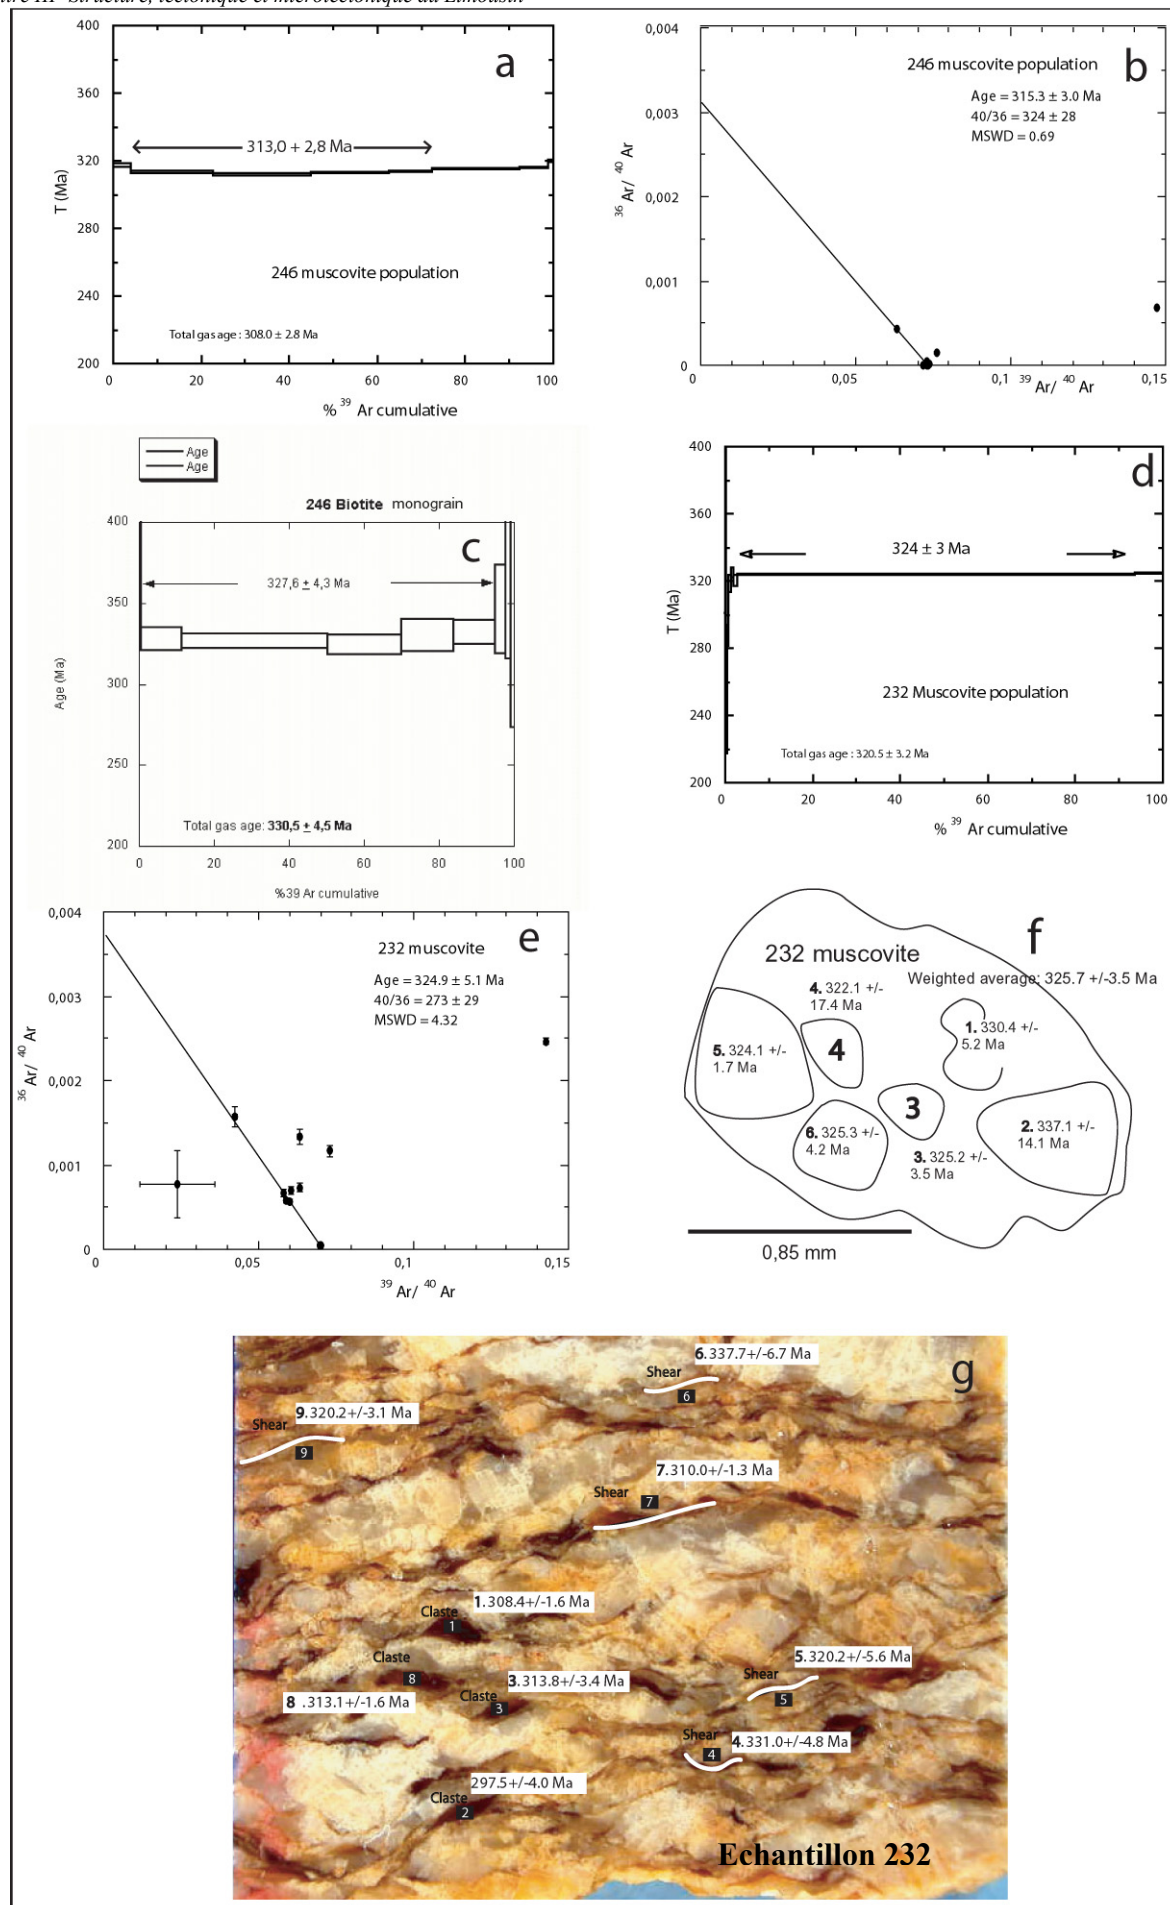 Structure, tectonique et microtectonique du Limousin
a
400
360
320
280
240
200
T (Ma)
313,0 + 2,8 Ma
246 muscovite population
Total gas age : 308.0 ± 2.8 Ma
0 20 40 60 80 100
% 39 Ar cumulative
b
0,004
0,003
0,002
0,001
0
36 Ar/ 40 Ar
246 muscovite population
Age = 315.3 ± 3.0 Ma
40/36 = 324 ± 28
MSWD = 0.69
0 0,05 0,1 0,15
39 Ar/ 40 Ar
Age
Age
246 Biotite monograin
c
400
350
300
250
200
Age (Ma)
327,6 ± 4,3 Ma
Total gas age: 330,5 ± 4,5 Ma
0 20 40 60 80 100
%39 Ar cumulative
d
400
360
320
280
240
200
T (Ma)
324 ± 3 Ma
232 Muscovite population
Total gas age : 320.5 ± 3.2 Ma
0 20 40 60 80 100
% 39 Ar cumulative
e
0,004
0,003
0,002
0,001
0
36 Ar/ 40 Ar
232 muscovite
Age = 324.9 ± 5.1 Ma
40/36 = 273 ± 29
MSWD = 4.32
0 0,05 0,1 0,15
39 Ar/ 40 Ar
f
232 muscovite
Weighted average: 325.7 +/-3.5 Ma
4. 322.1 +/-
17.4 Ma
1. 330.4 +/-
5.2 Ma
5. 324.1 +/-
1.7 Ma
4
3
2. 337.1 +/-
14.1 Ma
6. 325.3 +/-
4.2 Ma
3. 325.2 +/-
3.5 Ma
0,85 mm
g
6.337.7+/-6.7 Ma
Shear
6
9.320.2+/-3.1 Ma
Shear
9
7.310.0+/-1.3 Ma
Shear
7
1.308.4+/-1.6 Ma
Claste
1
Claste
8
8 .313.1+/-1.6 Ma
3.313.8+/-3.4 Ma
Claste
3
5.320.2+/-5.6 Ma
Shear
5
Shear
4.331.0+/-4.8 Ma
4
297.5+/-4.0 Ma
Claste
2
Echantillon 232